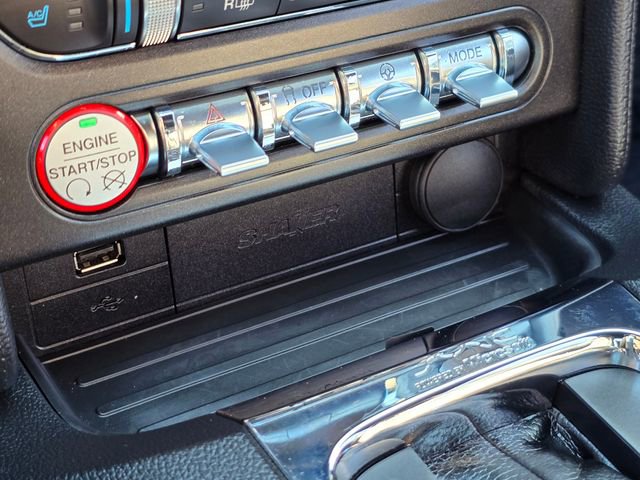 A/C
R
MODE
OFF
ENGINE
START/STOP
SHAKER